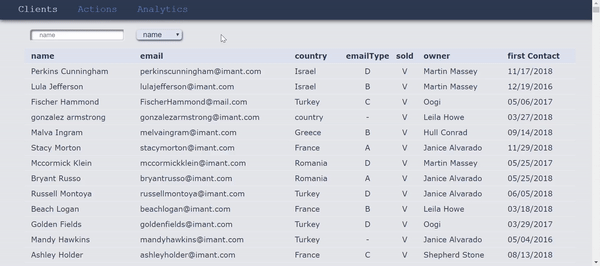 Clients Actions Analytics
name name
name email country emailType sold owner first Contact
Perkins Cunningham perkinscunningham@imant.com Israel D V Martin Massey 11/17/2018
Lula Jefferson lulajefferson@imant.com Israel B V Martin Massey 12/19/2016
Fischer Hammond FischerHammond@mail.com Turkey C V Oogi 05/06/2017
gonzalez armstrong gonzalezarmstrong@imant.com country - V Leila Howe 03/27/2018
Malva Ingram melvaingram@imant.com Greece B V Hull Conrad 09/14/2018
Stacy Morton stacymorton@imant.com France A V Janice Alvarado 11/29/2018
Mccormick Klein mccormickklein@imant.com Romania D V Martin Massey 05/25/2017
Bryant Russo bryantrusso@imant.com Romania A V Janice Alvarado 05/25/2018
Russell Montoya russellmontoya@imant.com Turkey D V Janice Alvarado 06/05/2018
Beach Logan beachlogan@imant.com France B V Leila Howe 03/18/2018
Golden Fields goldenfields@imant.com Turkey D V Oogi 03/29/2017
Mandy Hawkins mandyhawkins@imant.com Turkey - V Janice Alvarado 05/04/2016
Ashley Holder ashleyholder@imant.com France C V Shepherd Stone 08/13/2018